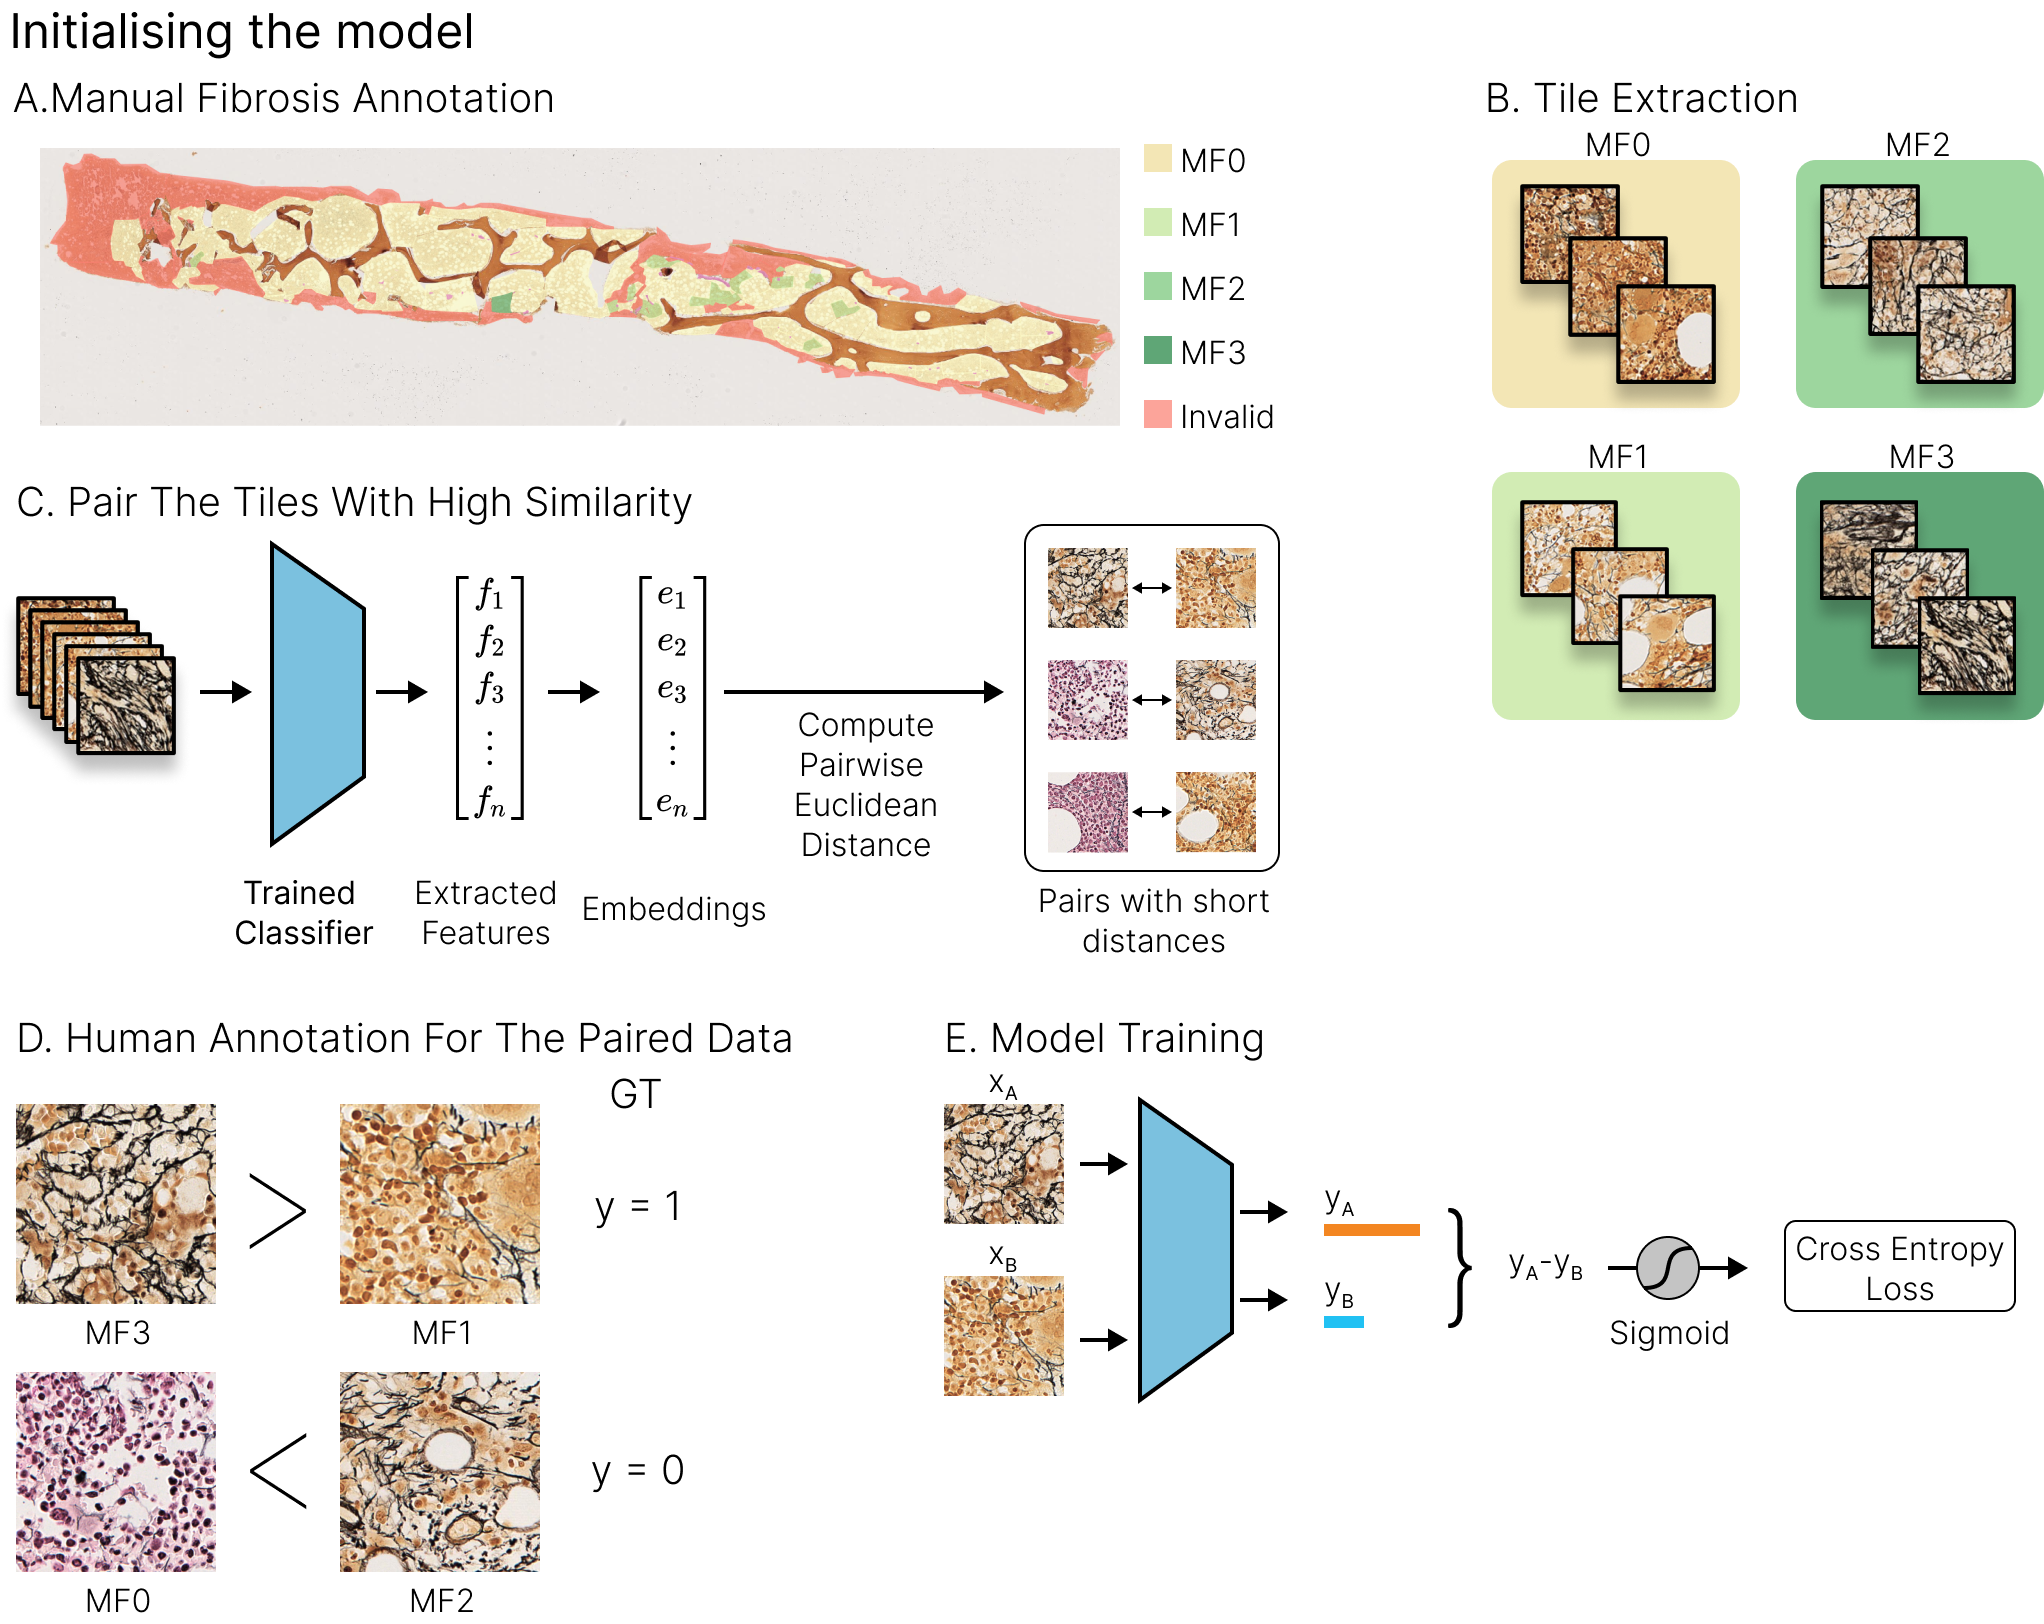 Initialising the model
A.Manual Fibrosis Annotation
MF0
MF1
MF2
MF3
Invalid
B. Tile Extraction
MF0
MF2
MF1
MF3
C. Pair The Tiles With High Similarity
f1
f2
f3
⋮
fn
e1
e2
e3
⋮
en
Compute
Pairwise
Euclidean
Distance
Trained
Classifier
Extracted
Features
Embeddings
Pairs with short
distances
D. Human Annotation For The Paired Data
GT
>
y = 1
MF3
MF1
<
y = 0
MF0
MF2
E. Model Training
xA
xB
yA
yB
yA-yB
Sigmoid
Cross Entropy
Loss